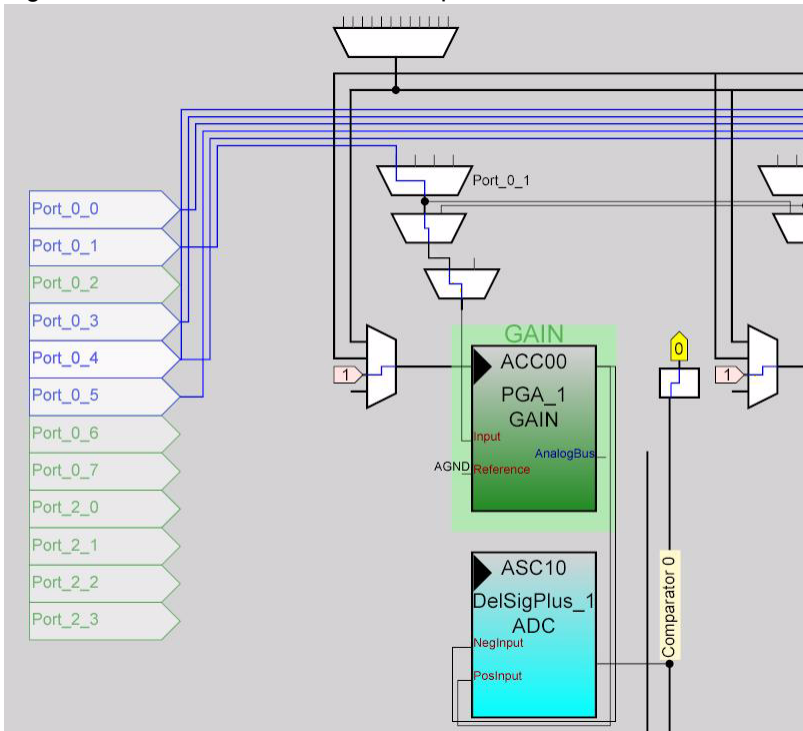 Port_0_1
Port_0_0
Port_0_1
Port_0_2
Port_0_3
Port_0_4
Port_0_5
Port_0_6
Port_0_7
Port_2_0
Port_2_1
Port_2_2
Port_2_3
GAIN
ACC00
PGA_1
GAIN
Input
AnalogBus
AGND
Reference
1
0
1
ASC10
DelSigPlus_1
ADC
NegInput
PosInput
Comparator 0